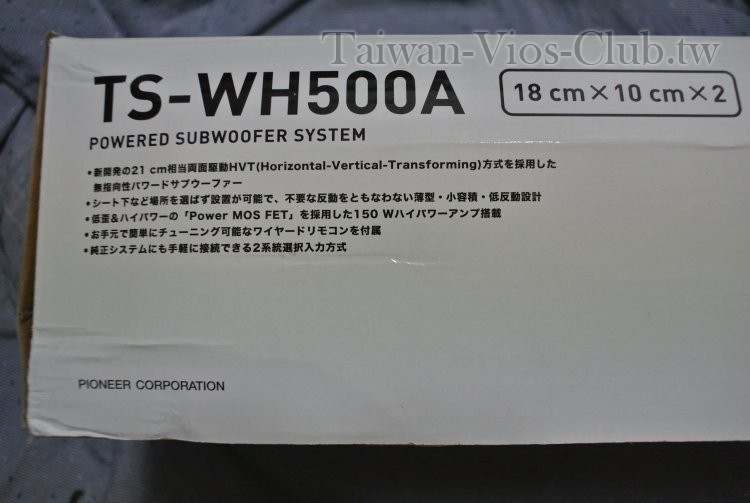 Taiwan-Vios-Club.tw
TS-WH500A
18 cm×10 cm×2
POWERED SUBWOOFER SYSTEM
•新開発の21 cm相当両面駆動HVT(Horizontal-Vertical-Transforming)方式を採用した
無指向性パワードサブウーファー
•シート下など場所を選ばず設置が可能で、不要な反動をともなわない薄型・小容積・低反動設計
•低歪&ハイパワーの「Power MOS FET」を採用した150 Wハイパワーアンプ搭載
•お手元で簡単にチューニング可能なワイヤードリモコンを付属
•純正システムにも手軽に接続できる2系統選択入力方式
PIONEER CORPORATION